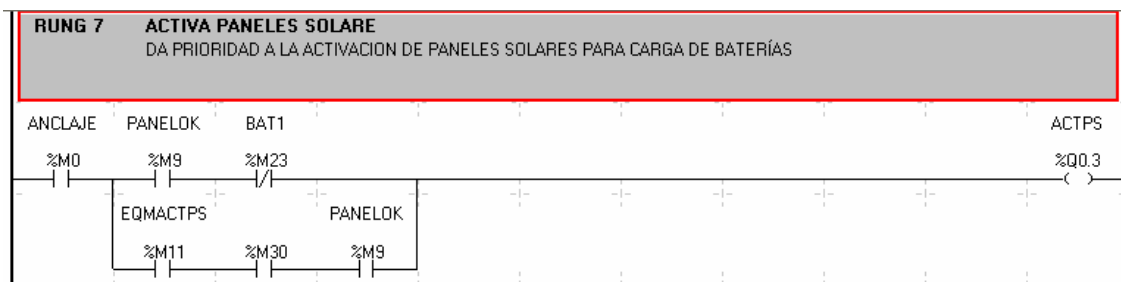 RUNG 7 ACTIVA PANELES SOLARE
DA PRIORIDAD A LA ACTIVACION DE PANELES SOLARES PARA CARGA DE BATERÍAS
ANCLAJE PANELOK BAT1 ACTPS
%M0 %M9 %M23 %Q0.3
EQMACTPS PANELOK
%M11 %M30 %M9